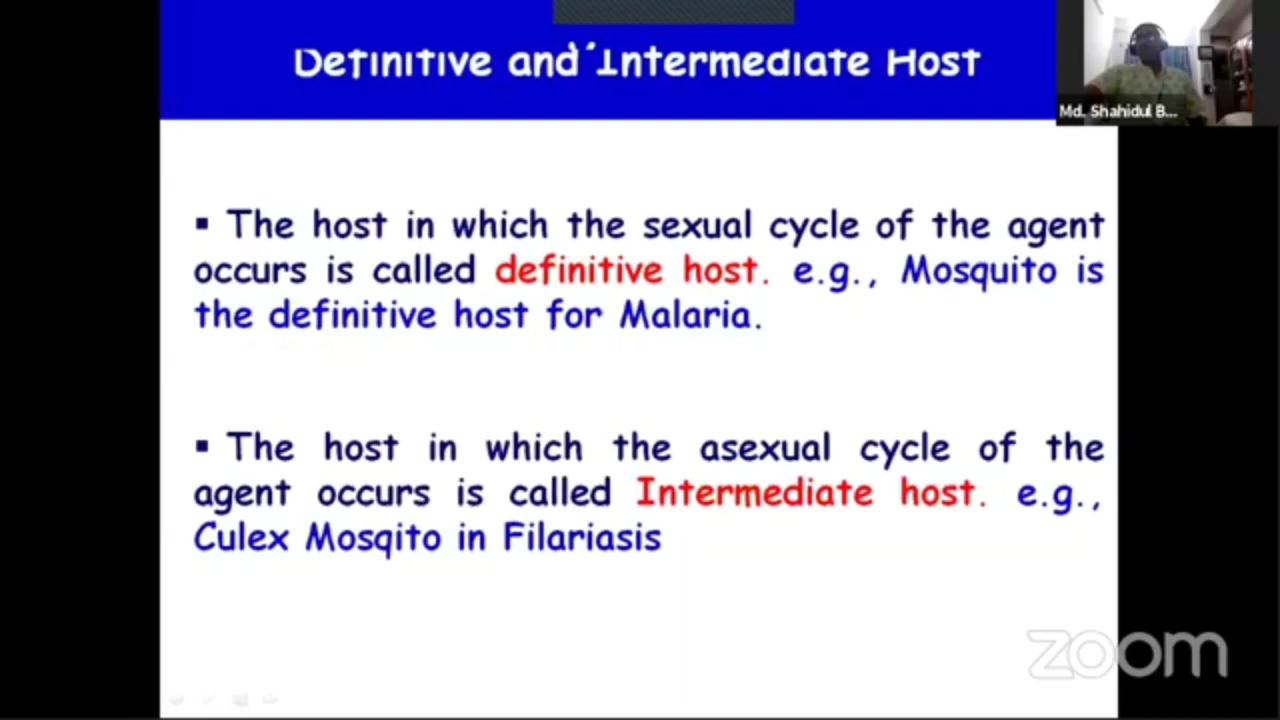 Definitive and Intermediate Host
Md. Shahidul B...
▪ The host in which the sexual cycle of the agent
occurs is called definitive host. e.g., Mosquito is
the definitive host for Malaria.
▪ The host in which the asexual cycle of the
agent occurs is called Intermediate host. e.g.,
Culex Mosqito in Filariasis
zoom